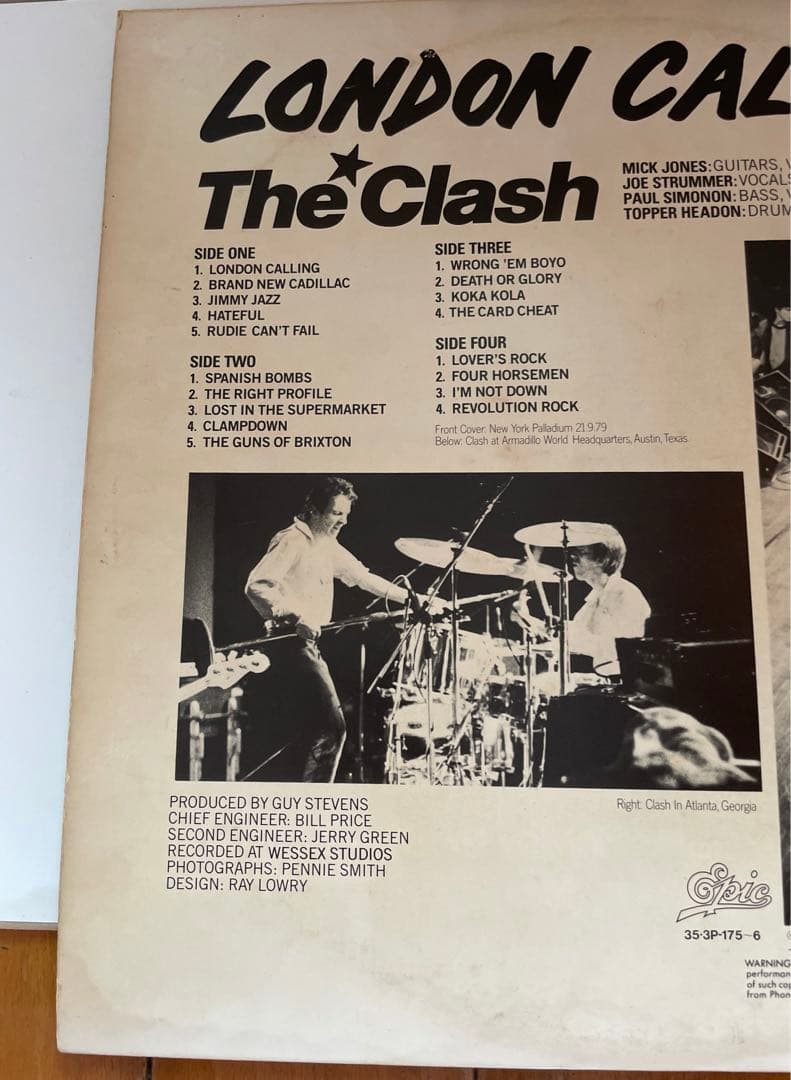 LONDON CAL
The Clash
MICK JONES: GUITARS, V
JOE STRUMMER: VOCALS
PAUL SIMONON: BASS, V
TOPPER HEADON: DRUM
SIDE ONE
1. LONDON CALLING
2. BRAND NEW CADILLAC
3. JIMMY JAZZ
4. HATEFUL
5. RUDIE CAN'T FAIL
SIDE TWO
1. SPANISH BOMBS
2. THE RIGHT PROFILE
3. LOST IN THE SUPERMARKET
4. CLAMPDOWN
5. THE GUNS OF BRIXTON
SIDE THREE
1. WRONG 'EM BOYO
2. DEATH OR GLORY
3. KOKA KOLA
4. THE CARD CHEAT
SIDE FOUR
1. LOVER'S ROCK
2. FOUR HORSEMEN
3. I'M NOT DOWN
4. REVOLUTION ROCK
Front Cover: New York Palladium 21.9.79
Below: Clash at Armadillo World Headquarters, Austin, Texas.
Right: Clash In Atlanta, Georgia
PRODUCED BY GUY STEVENS
CHIEF ENGINEER: BILL PRICE
SECOND ENGINEER: JERRY GREEN
RECORDED AT WESSEX STUDIOS
PHOTOGRAPHS: PENNIE SMITH
DESIGN: RAY LOWRY
Epic
35·3P-175~6
WARNING
performan
of such cop
from Phon